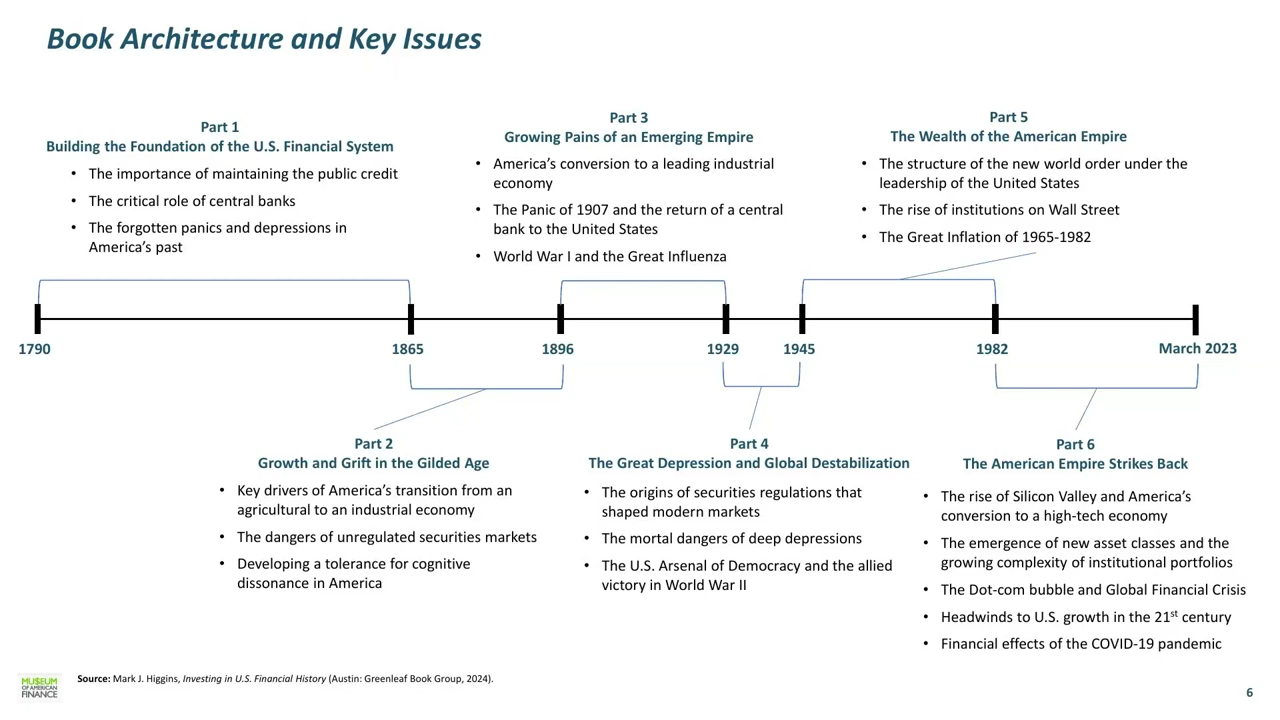 Book Architecture and Key Issues
Part 1
Building the Foundation of the U.S. Financial System
• The importance of maintaining the public credit
• The critical role of central banks
• The forgotten panics and depressions in
America’s past
Part 3
Growing Pains of an Emerging Empire
• America’s conversion to a leading industrial
economy
• The Panic of 1907 and the return of a central
bank to the United States
• World War I and the Great Influenza
Part 5
The Wealth of the American Empire
• The structure of the new world order under the
leadership of the United States
• The rise of institutions on Wall Street
• The Great Inflation of 1965-1982
1790
1865
1896
1929
1945
1982
March 2023
Part 2
Growth and Grift in the Gilded Age
• Key drivers of America’s transition from an
agricultural to an industrial economy
• The dangers of unregulated securities markets
• Developing a tolerance for cognitive
dissonance in America
Part 4
The Great Depression and Global Destabilization
• The origins of securities regulations that
shaped modern markets
• The mortal dangers of deep depressions
• The U.S. Arsenal of Democracy and the allied
victory in World War II
Part 6
The American Empire Strikes Back
• The rise of Silicon Valley and America’s
conversion to a high-tech economy
• The emergence of new asset classes and the
growing complexity of institutional portfolios
• The Dot-com bubble and Global Financial Crisis
• Headwinds to U.S. growth in the 21st century
• Financial effects of the COVID-19 pandemic
MU$EUM
OF AMERICAN
FINANCE
Source: Mark J. Higgins, Investing in U.S. Financial History (Austin: Greenleaf Book Group, 2024).
6